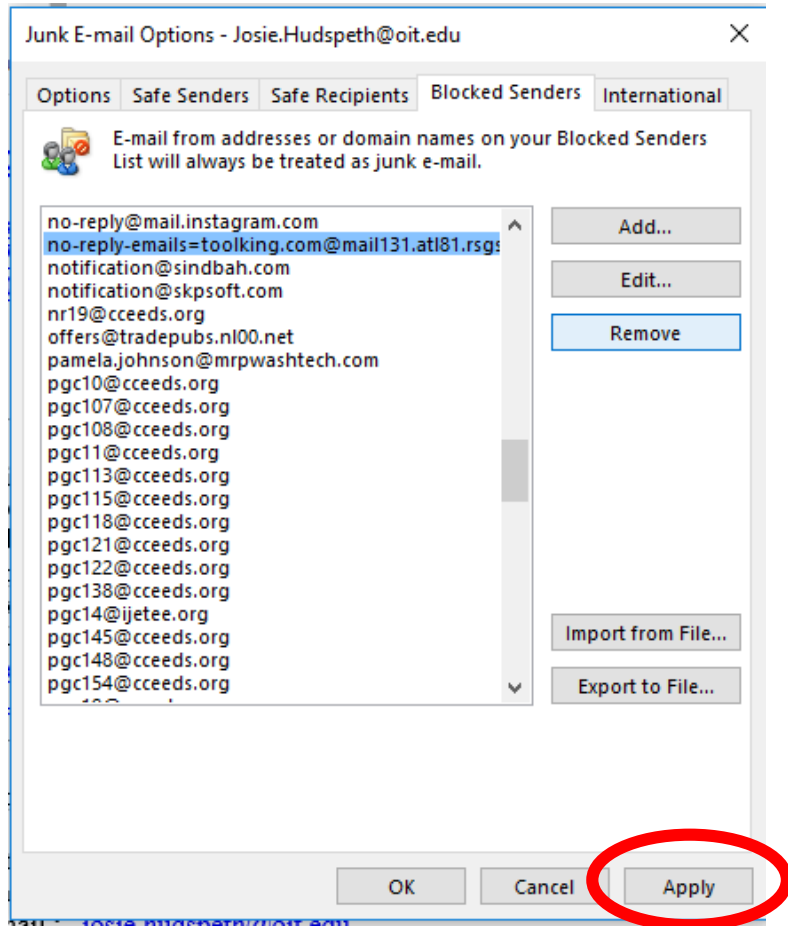 Junk E-mail Options - Josie.Hudspeth@oit.edu
Options Safe Senders Safe Recipients Blocked Senders International
E-mail from addresses or domain names on your Blocked Senders
List will always be treated as junk e-mail.
no-reply@mail.instagram.com
no-reply-emails=toolking.com@mail131.atl81.rsgs
notification@sindbah.com
notification@skpsoft.com
nr19@cceeds.org
offers@tradepubs.nl00.net
pamela.johnson@mrpwashtech.com
pgc10@cceeds.org
pgc107@cceeds.org
pgc108@cceeds.org
pgc11@cceeds.org
pgc113@cceeds.org
pgc115@cceeds.org
pgc118@cceeds.org
pgc121@cceeds.org
pgc122@cceeds.org
pgc138@cceeds.org
pgc14@ijetee.org
pgc145@cceeds.org
pgc148@cceeds.org
pgc154@cceeds.org
Add...
Edit...
Remove
Import from File...
Export to File...
OK Cancel Apply
josie.hudspeth@oit.edu